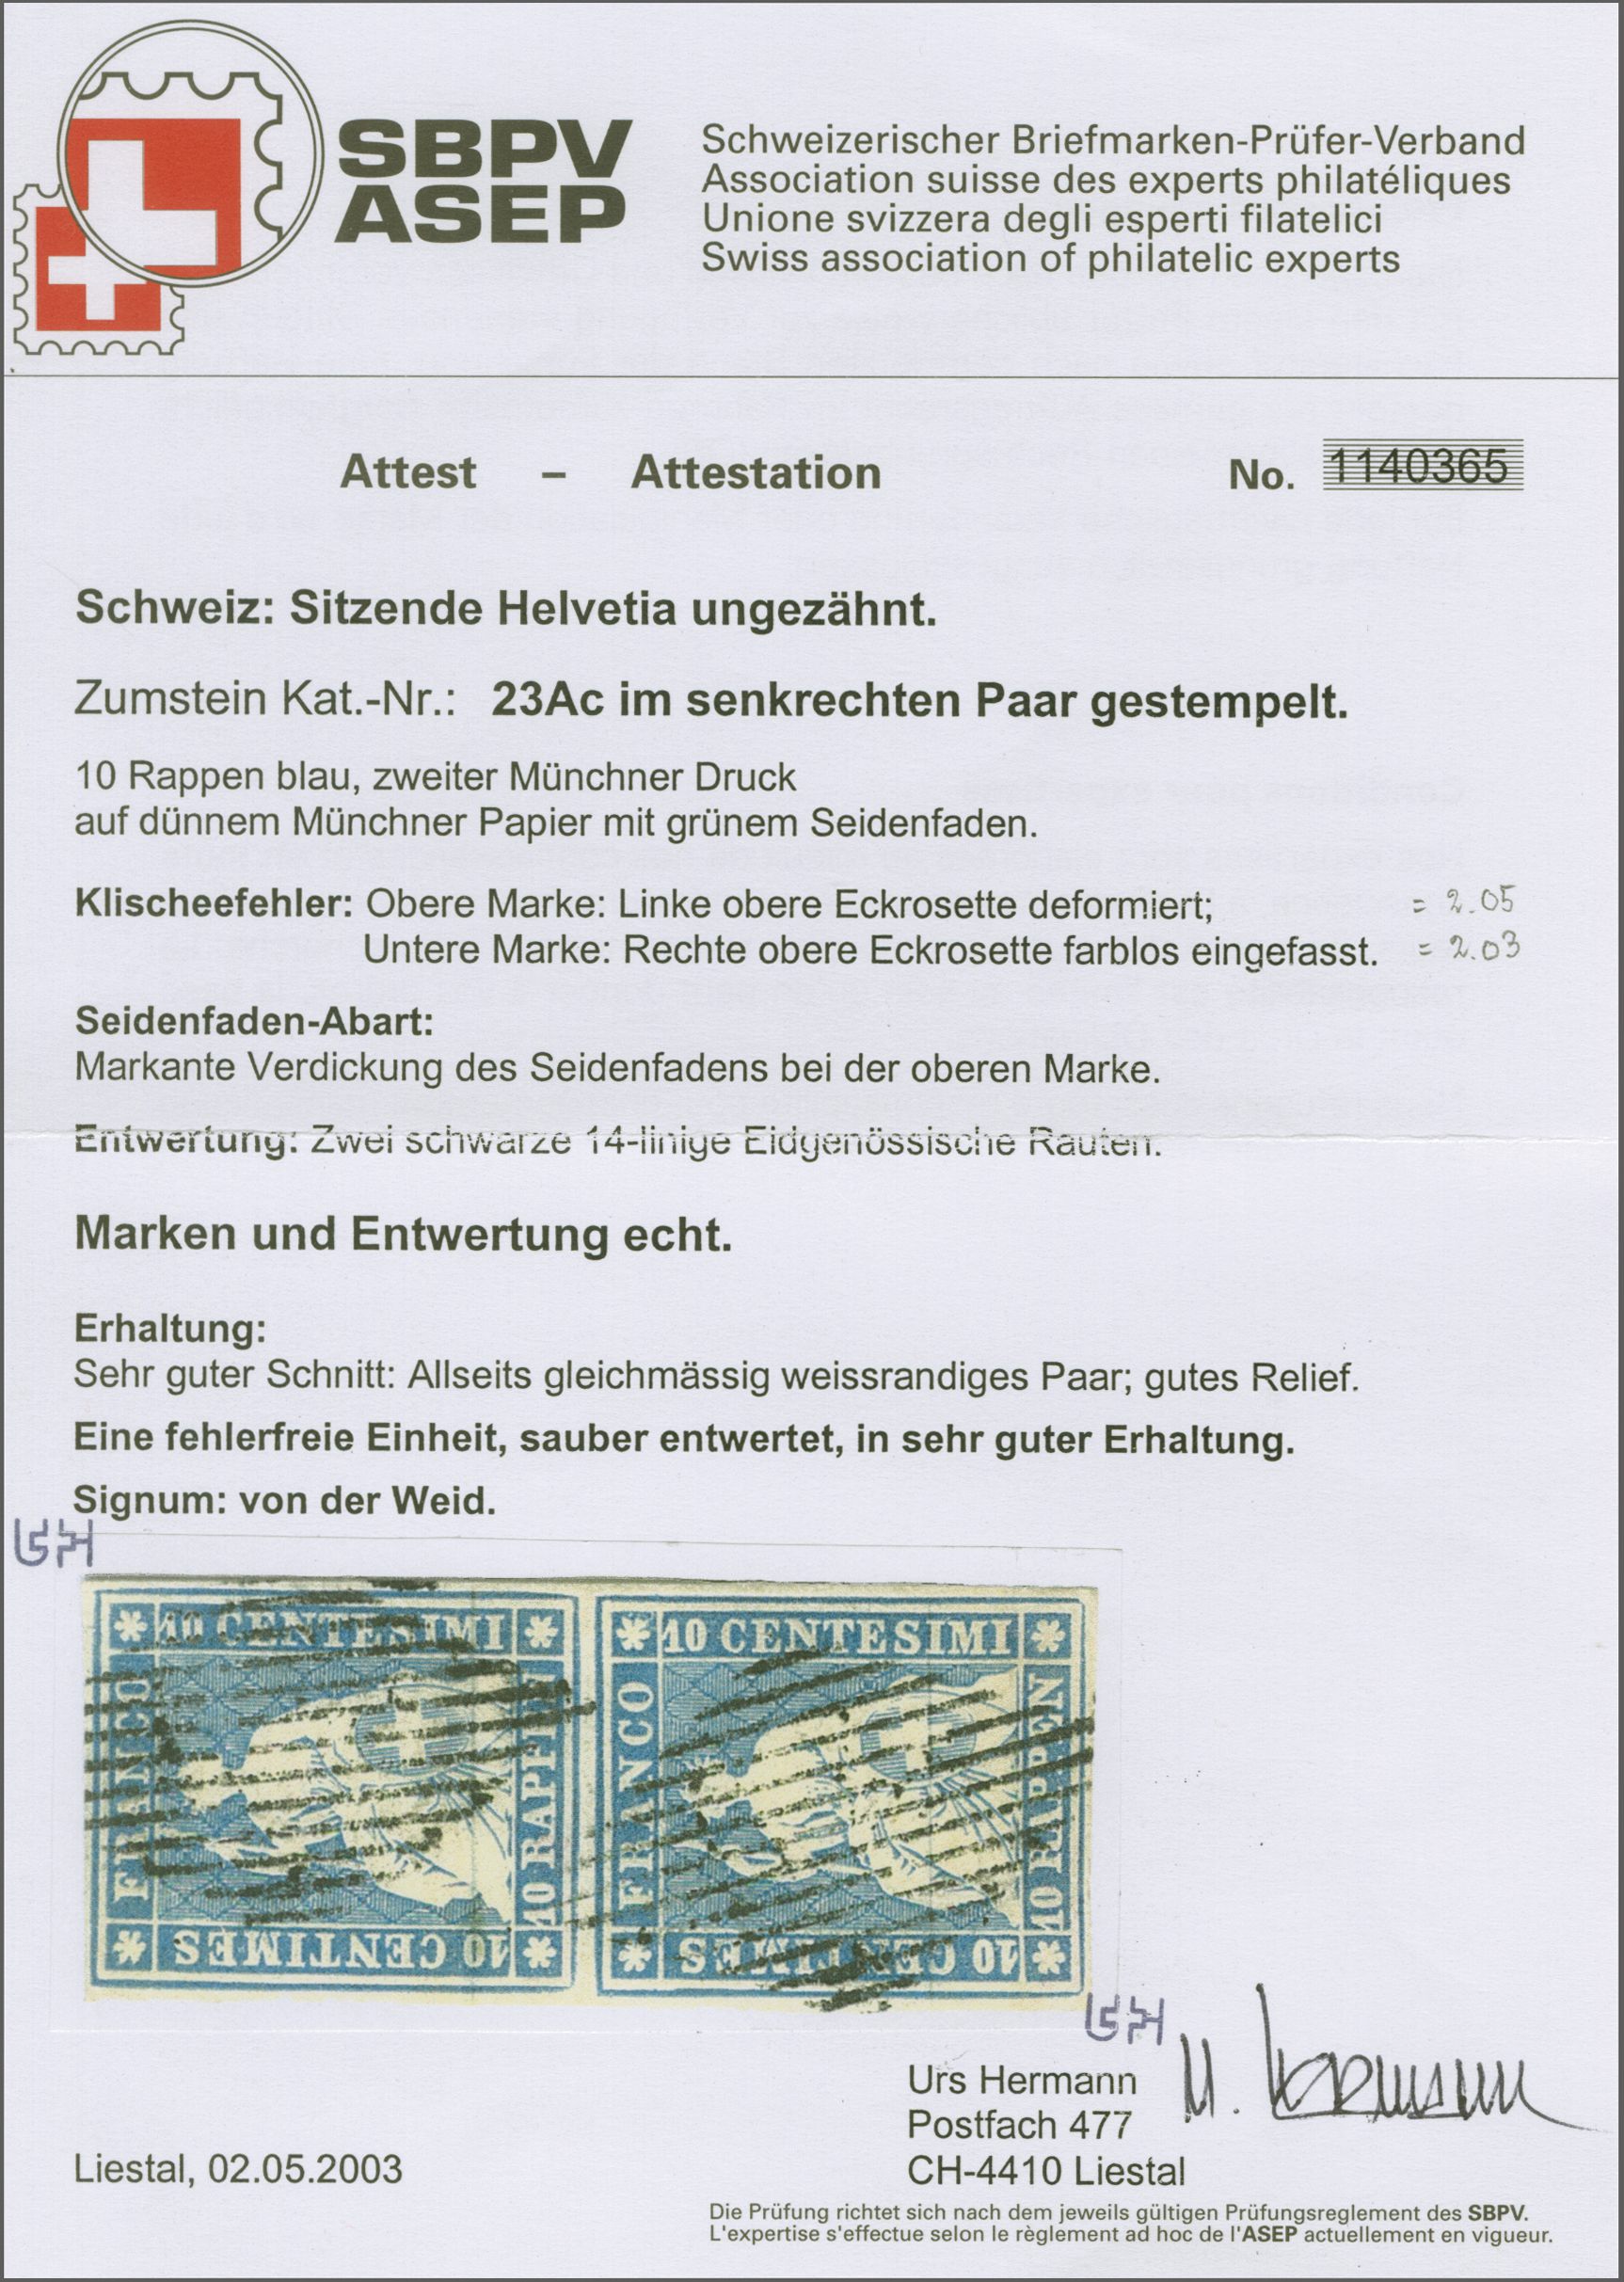 SBPV
ASEP
Schweizerischer Briefmarken-Prüfer-Verband
Association suisse des experts philatéliques
Unione svizzera degli esperti filatelici
Swiss association of philatelic experts
Attest – Attestation No. 1140365
Schweiz: Sitzende Helvetia ungezähnt.
Zumstein Kat.-Nr.: 23Ac im senkrechten Paar gestempelt.
10 Rappen blau, zweiter Münchner Druck
auf dünnem Münchner Papier mit grünem Seidenfaden.
Klischeefehler: Obere Marke: Linke obere Eckrosette deformiert; = 2.05
Untere Marke: Rechte obere Eckrosette farblos eingefasst. = 2.03
Seidenfaden-Abart:
Markante Verdickung des Seidenfadens bei der oberen Marke.
Entwertung: Zwei schwarze 14-linige Eidgenössische Rauten.
Marken und Entwertung echt.
Erhaltung:
Sehr guter Schnitt: Allseits gleichmässig weissrandiges Paar; gutes Relief.
Eine fehlerfreie Einheit, sauber entwertet, in sehr guter Erhaltung.
Signum: von der Weid.
10 CENTESIMI
FRANCO
10 RAPPEN
10 CENTIMES
10 CENTESIMI
FRANCO
10 RAPPEN
10 CENTIMES
Urs Hermann
Postfach 477
CH-4410 Liestal
U. Hermann
Liestal, 02.05.2003
Die Prüfung richtet sich nach dem jeweils gültigen Prüfungsreglement des SBPV.
L'expertise s'effectue selon le règlement ad hoc de l'ASEP actuellement en vigueur.